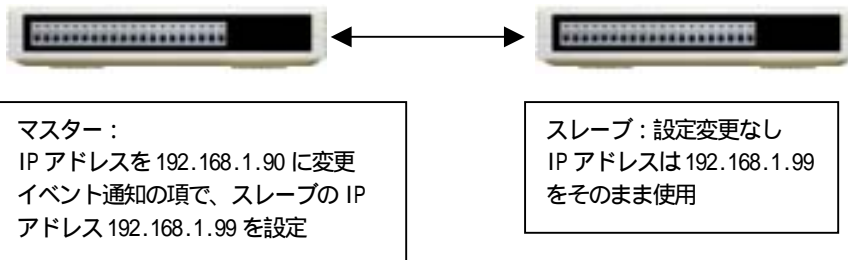 マスター:
IP アドレスを 192.168.1.90 に変更
イベント通知の項で、スレーブの IP
アドレス 192.168.1.99 を設定
スレーブ:設定変更なし
IP アドレスは 192.168.1.99
をそのまま使用